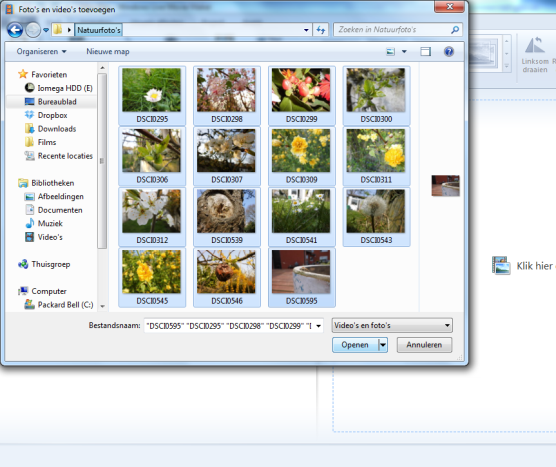 Foto's en video's toevoegen
Natuurfoto's
Zoeken in Natuurfoto's
Organiseren
Nieuwe map
Linksom
draaien
Favorieten
Iomega HDD (E)
Bureaublad
Dropbox
Downloads
Films
Recente locaties
Bibliotheken
Afbeeldingen
Documenten
Muziek
Video's
Thuisgroep
Computer
Packard Bell (C:)
DSCI0295 DSCI0298 DSCI0299 DSCI0300
DSCI0306 DSCI0307 DSCI0309 DSCI0311
DSCI0312 DSCI0539 DSCI0541 DSCI0543
DSCI0545 DSCI0546 DSCI0595
Klik hier
Bestandsnaam: "DSCI0595" "DSCI0295" "DSCI0298" "DSCI0299" "I
Video's en foto's
Openen
Annuleren